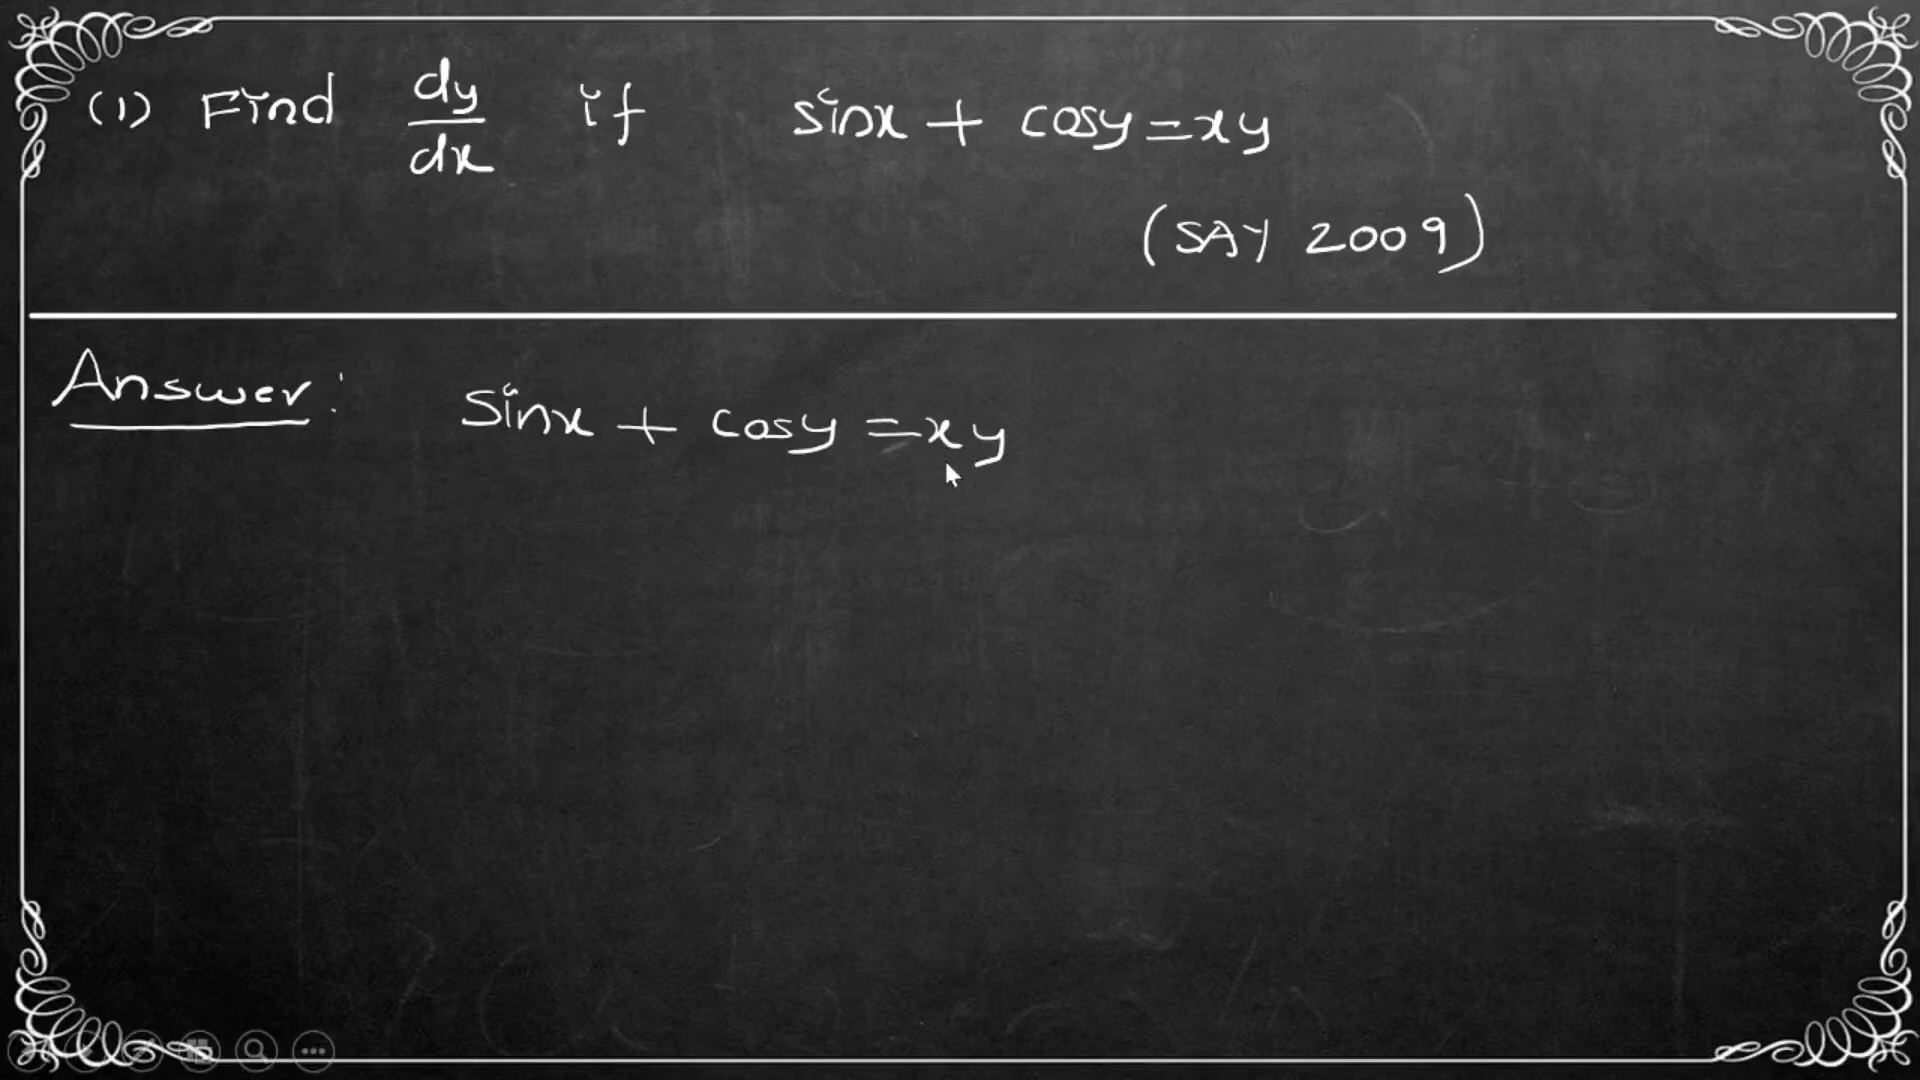 (1) Find dy/dx if sinx + cosy = xy
(SAY 2009)
Answer: Sinx + cosy = xy